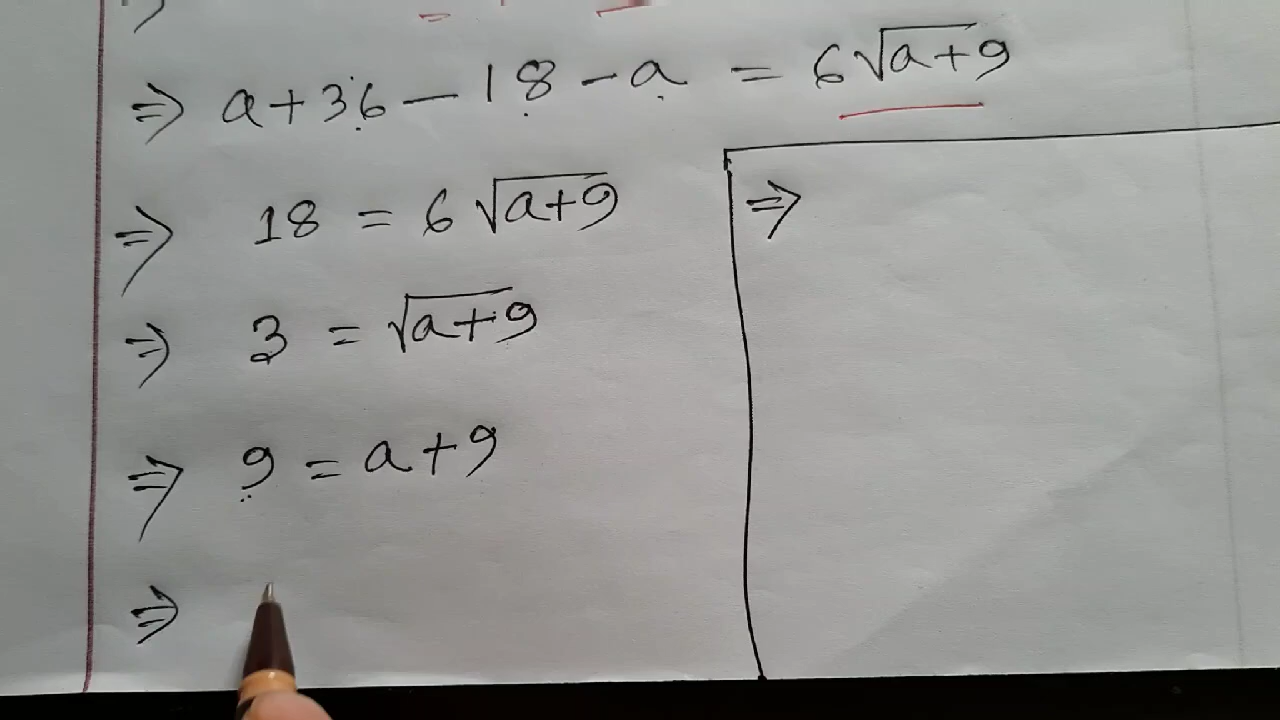 ⇒ a + 36 - 18 - a = 6√(a+9)
⇒ 18 = 6√(a+9)
⇒ 3 = √(a+9)
⇒ 9 = a + 9
⇒
⇒